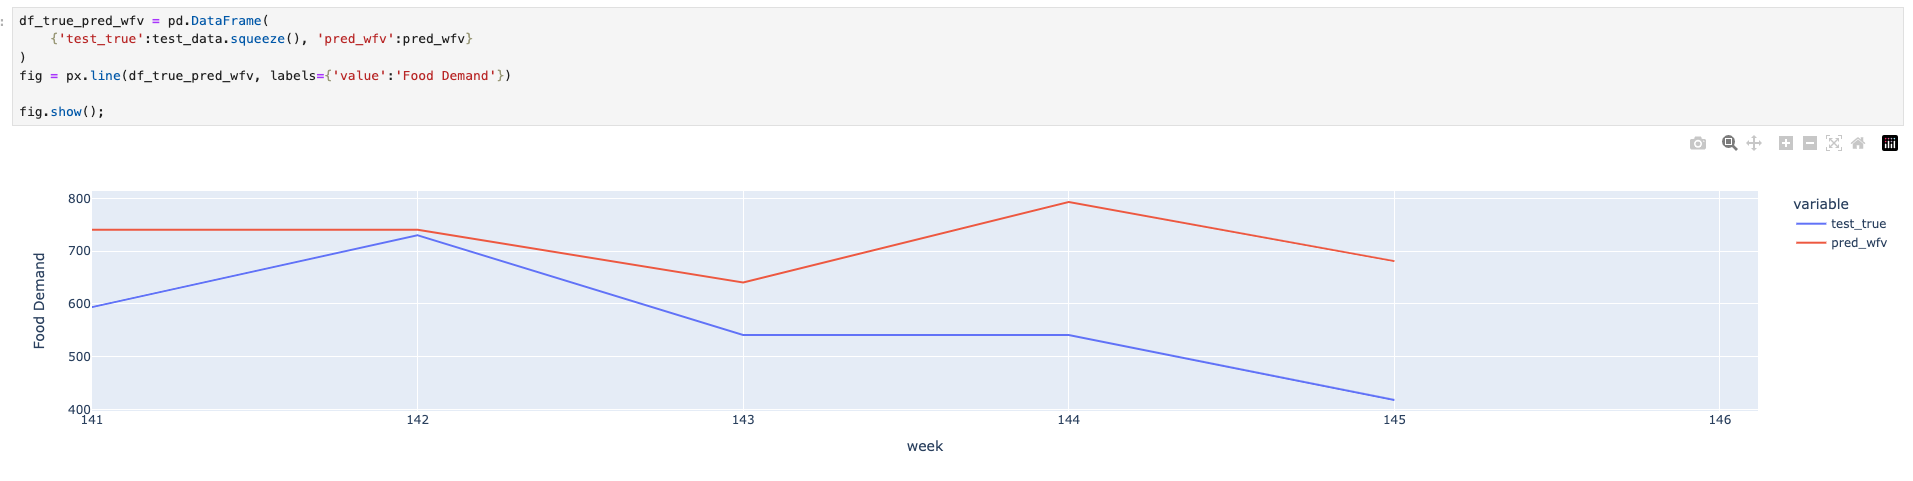 :
df_true_pred_wfv = pd.DataFrame(
    {'test_true':test_data.squeeze(), 'pred_wfv':pred_wfv}
)
fig = px.line(df_true_pred_wfv, labels={'value':'Food Demand'})
fig.show();
variable
test_true
pred_wfv
Food Demand
800
700
600
500
400
141 142 143 144 145 146
week